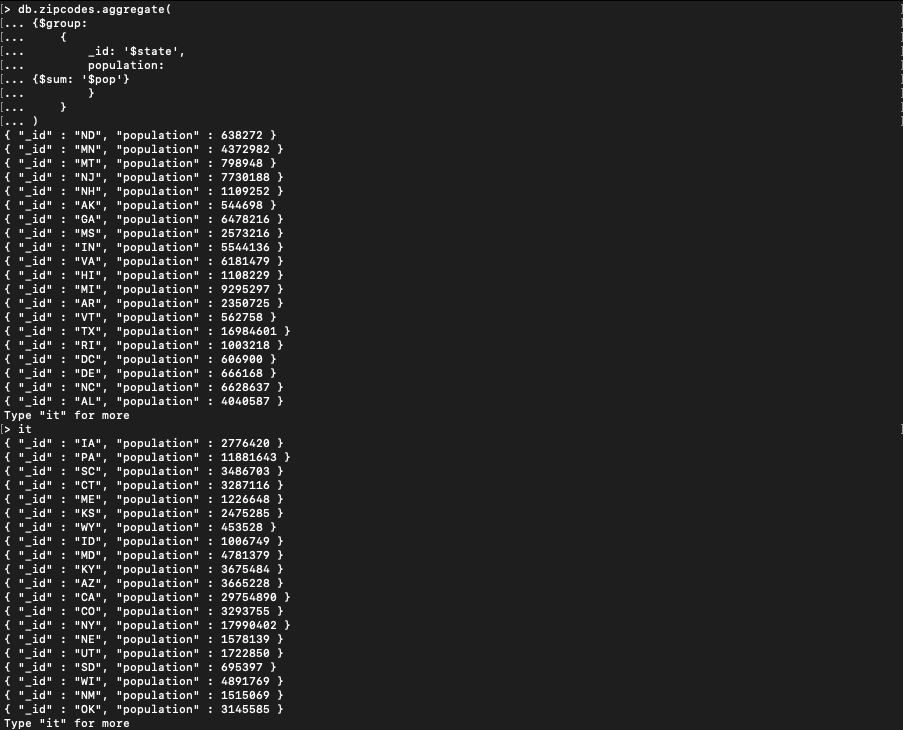 [> db.zipcodes.aggregate(
[... {$group:
[...     {
[...         _id: '$state',
[...         population:
[... {$sum: '$pop'}
[...         }
[...     }
[... )
{ "_id" : "ND", "population" : 638272 }
{ "_id" : "MN", "population" : 4372982 }
{ "_id" : "MT", "population" : 798948 }
{ "_id" : "NJ", "population" : 7730188 }
{ "_id" : "NH", "population" : 1109252 }
{ "_id" : "AK", "population" : 544698 }
{ "_id" : "GA", "population" : 6478216 }
{ "_id" : "MS", "population" : 2573216 }
{ "_id" : "IN", "population" : 5544136 }
{ "_id" : "VA", "population" : 6181479 }
{ "_id" : "HI", "population" : 1108229 }
{ "_id" : "MI", "population" : 9295297 }
{ "_id" : "AR", "population" : 2350725 }
{ "_id" : "VT", "population" : 562758 }
{ "_id" : "TX", "population" : 16984601 }
{ "_id" : "RI", "population" : 1003218 }
{ "_id" : "DC", "population" : 606900 }
{ "_id" : "DE", "population" : 666168 }
{ "_id" : "NC", "population" : 6628637 }
{ "_id" : "AL", "population" : 4040587 }
Type "it" for more
[> it
{ "_id" : "IA", "population" : 2776420 }
{ "_id" : "PA", "population" : 11881643 }
{ "_id" : "SC", "population" : 3486703 }
{ "_id" : "CT", "population" : 3287116 }
{ "_id" : "ME", "population" : 1226648 }
{ "_id" : "KS", "population" : 2475285 }
{ "_id" : "WY", "population" : 453528 }
{ "_id" : "ID", "population" : 1006749 }
{ "_id" : "MD", "population" : 4781379 }
{ "_id" : "KY", "population" : 3675484 }
{ "_id" : "AZ", "population" : 3665228 }
{ "_id" : "CA", "population" : 29754890 }
{ "_id" : "CO", "population" : 3293755 }
{ "_id" : "NY", "population" : 17990402 }
{ "_id" : "NE", "population" : 1578139 }
{ "_id" : "UT", "population" : 1722850 }
{ "_id" : "SD", "population" : 695397 }
{ "_id" : "WI", "population" : 4891769 }
{ "_id" : "NM", "population" : 1515069 }
{ "_id" : "OK", "population" : 3145585 }
Type "it" for more